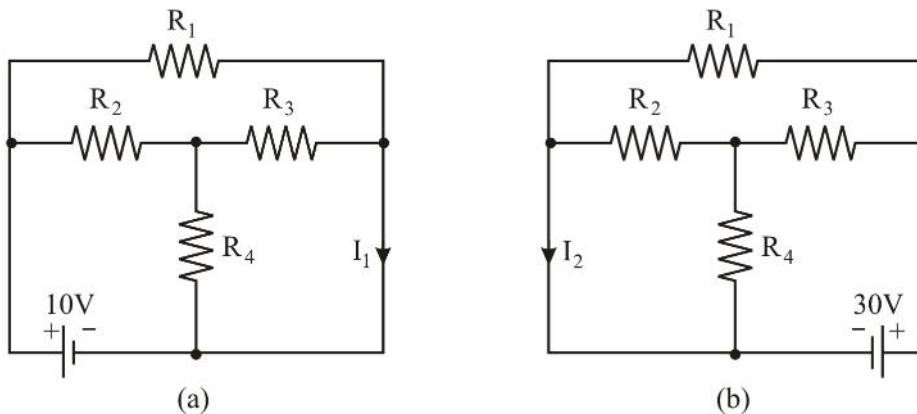 R₁
R₂ R₃
R₄
I₁
10V
+ −
(a)
R₁
R₂ R₃
R₄
I₂
30V
− +
(b)